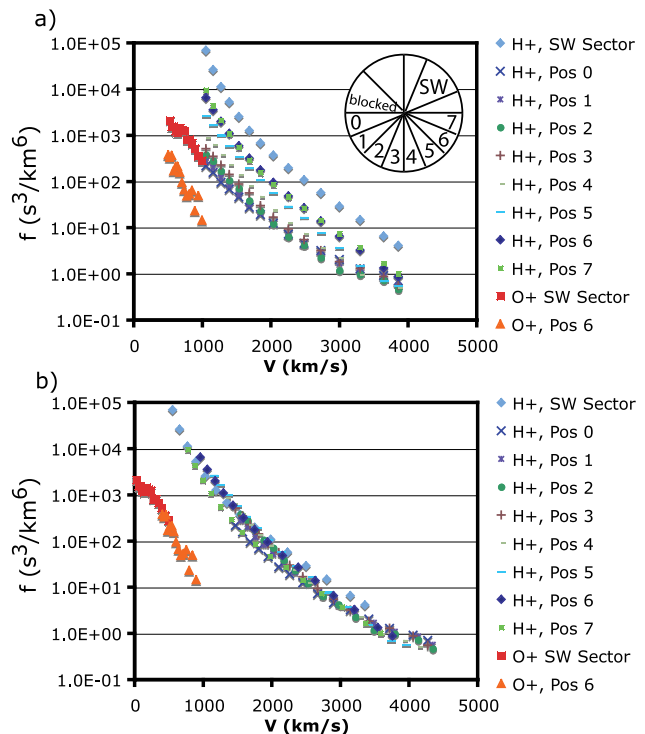 a)
1.0E+05
1.0E+04
1.0E+03
1.0E+02
1.0E+01
1.0E+00
1.0E-01
f (s³/km⁶)
0 1000 2000 3000 4000 5000
V (km/s)
SW
blocked
0 7
1 6
2 3 4 5
H+, SW Sector
H+, Pos 0
H+, Pos 1
H+, Pos 2
H+, Pos 3
H+, Pos 4
H+, Pos 5
H+, Pos 6
H+, Pos 7
O+ SW Sector
O+, Pos 6
b)
1.0E+05
1.0E+04
1.0E+03
1.0E+02
1.0E+01
1.0E+00
1.0E-01
f (s³/km⁶)
0 1000 2000 3000 4000 5000
V (km/s)
H+, SW Sector
H+, Pos 0
H+, Pos 1
H+, Pos 2
H+, Pos 3
H+, Pos 4
H+, Pos 5
H+, Pos 6
H+, Pos 7
O+ SW Sector
O+, Pos 6